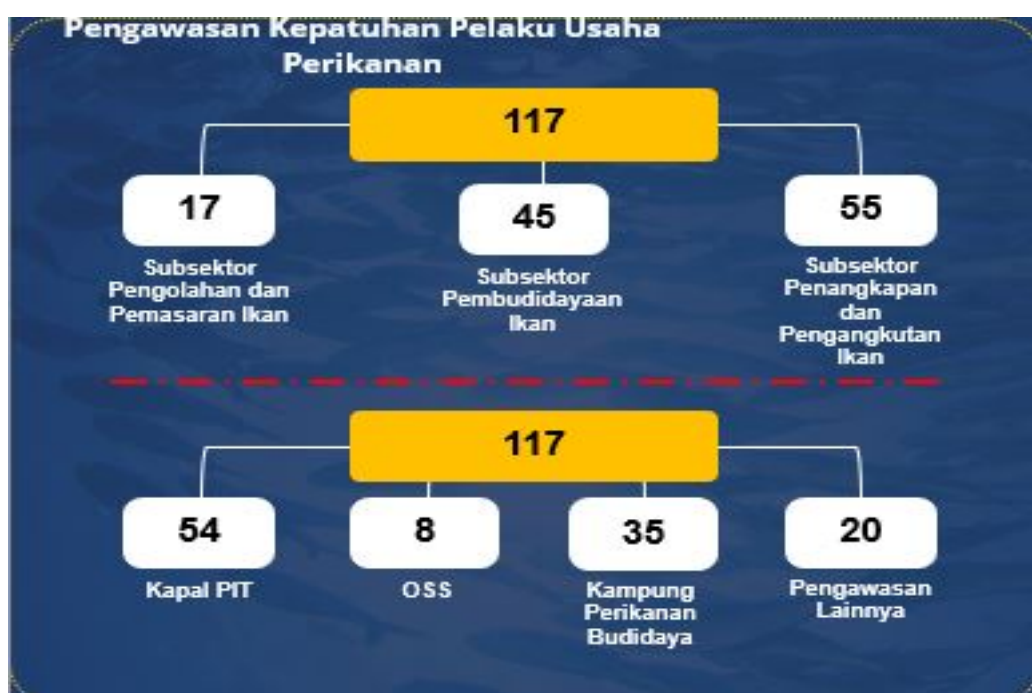 Pengawasan Kepatuhan Pelaku Usaha
Perikanan
117
17
45
55
Subsektor
Pengolahan dan
Pemasaran Ikan
Subsektor
Pembudidayaan
Ikan
Subsektor
Penangkapan
dan
Pengangkutan
Ikan
117
54
8
35
20
Kapal PIT
OSS
Kampung
Perikanan
Budidaya
Pengawasan
Lainnya